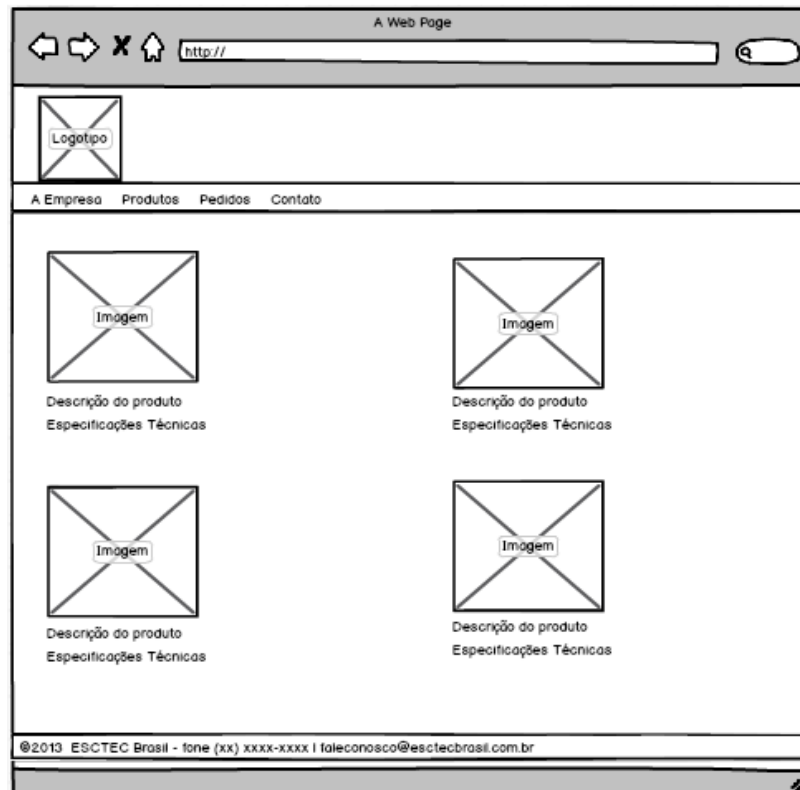 A Web Page
http://
Logotipo
A Empresa Produtos Pedidos Contato
Imagem Imagem
Descrição do produto Descrição do produto
Especificações Técnicas Especificações Técnicas
Imagem Imagem
Descrição do produto Descrição do produto
Especificações Técnicas Especificações Técnicas
©2013 ESCTEC Brasil - fone (xx) xxxx-xxxx | faleconosco@esctecbrasil.com.br